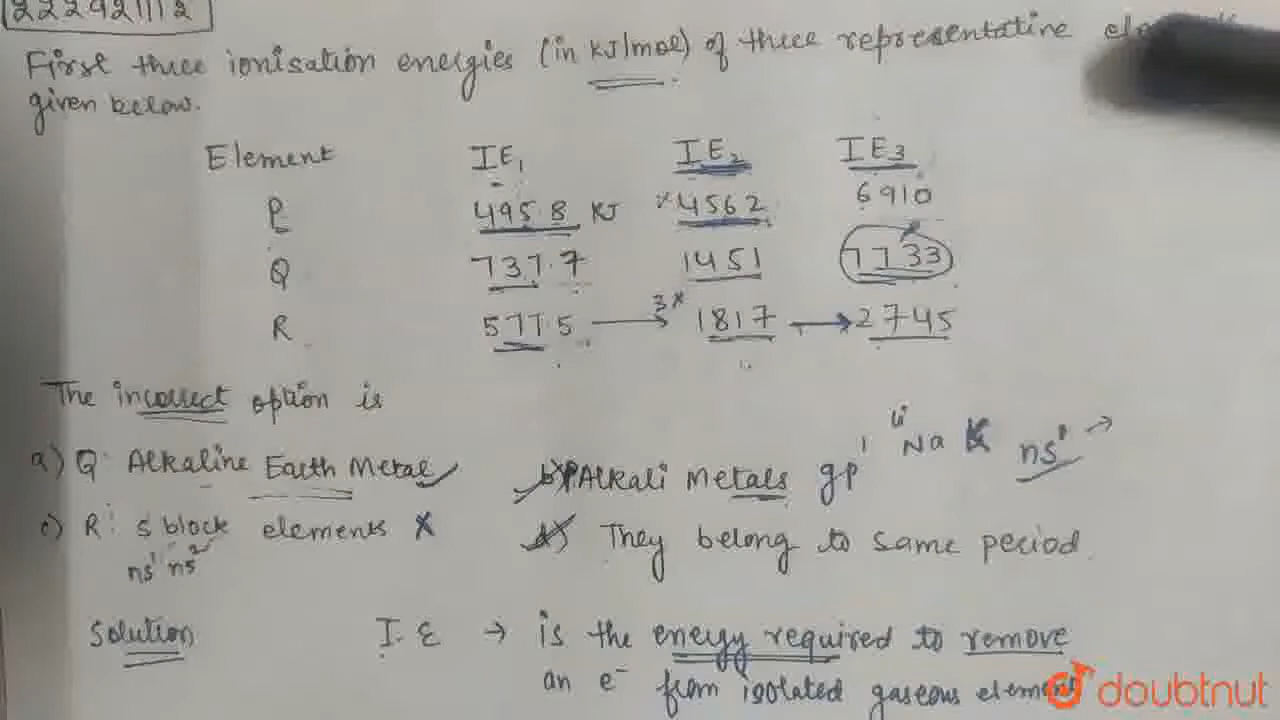 222921112
First three ionisation energies (in KJ/mol) of three representative
given below.
Element IE1 IE2 IE3
P 495.8 KJ 4562 6910
Q 737.7 1451 7733
R 577.5 → 3x 1817 → 2745
The incorrect option is
a) Q: Alkaline Earth Metal ✓ b) P Alkali Metals gp 1 Li Na K ns1 →
c) R: s block elements x d) They belong to same period.
ns1 ns2
Solution I.E → is the energy required to remove
an e- from isolated gaseous element
doubtnut